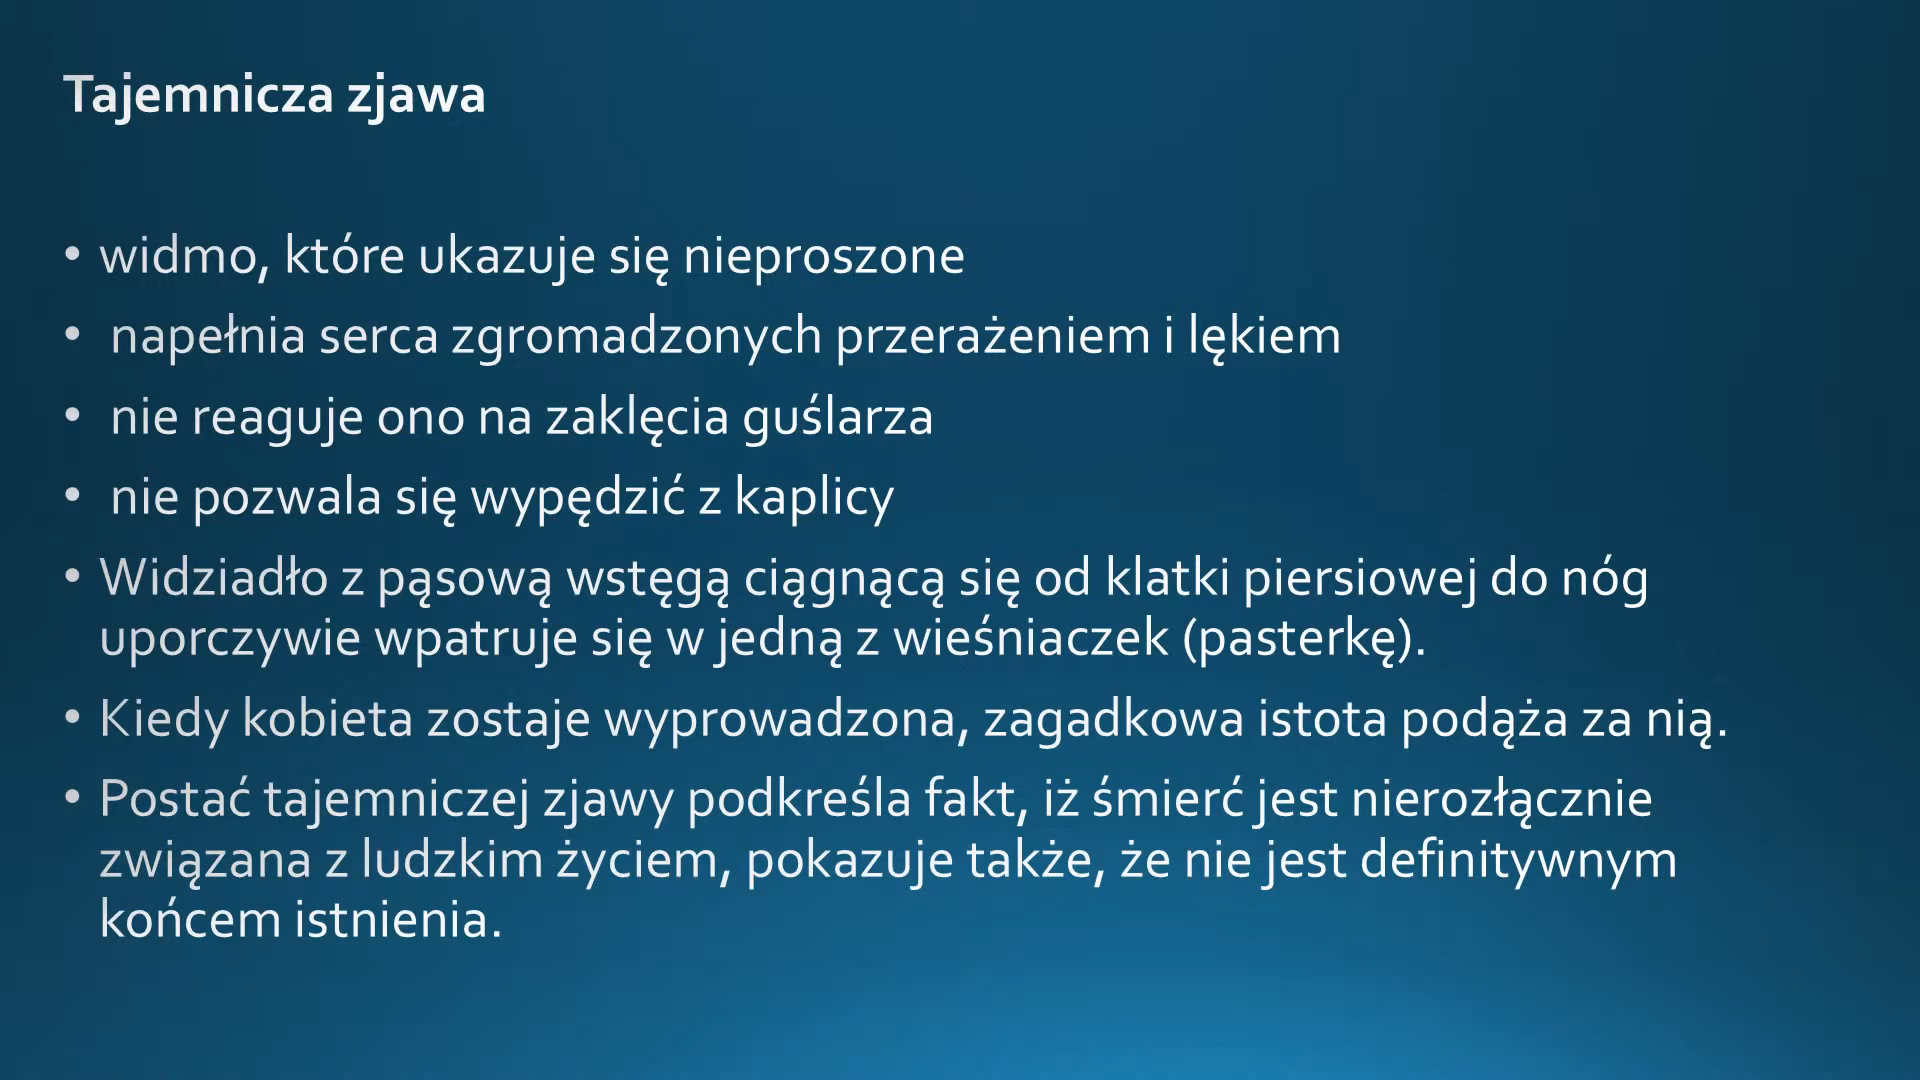 Tajemnicza zjawa
• widmo, które ukazuje się nieproszone
• napełnia serca zgromadzonych przerażeniem i lękiem
• nie reaguje ono na zaklęcia guślarza
• nie pozwala się wypędzić z kaplicy
• Widziadło z pąsową wstęgą ciągnącą się od klatki piersiowej do nóg
uporczywie wpatruje się w jedną z wieśniaczek (pasterkę).
• Kiedy kobieta zostaje wyprowadzona, zagadkowa istota podąża za nią.
• Postać tajemniczej zjawy podkreśla fakt, iż śmierć jest nierozłącznie
związana z ludzkim życiem, pokazuje także, że nie jest definitywnym
końcem istnienia.